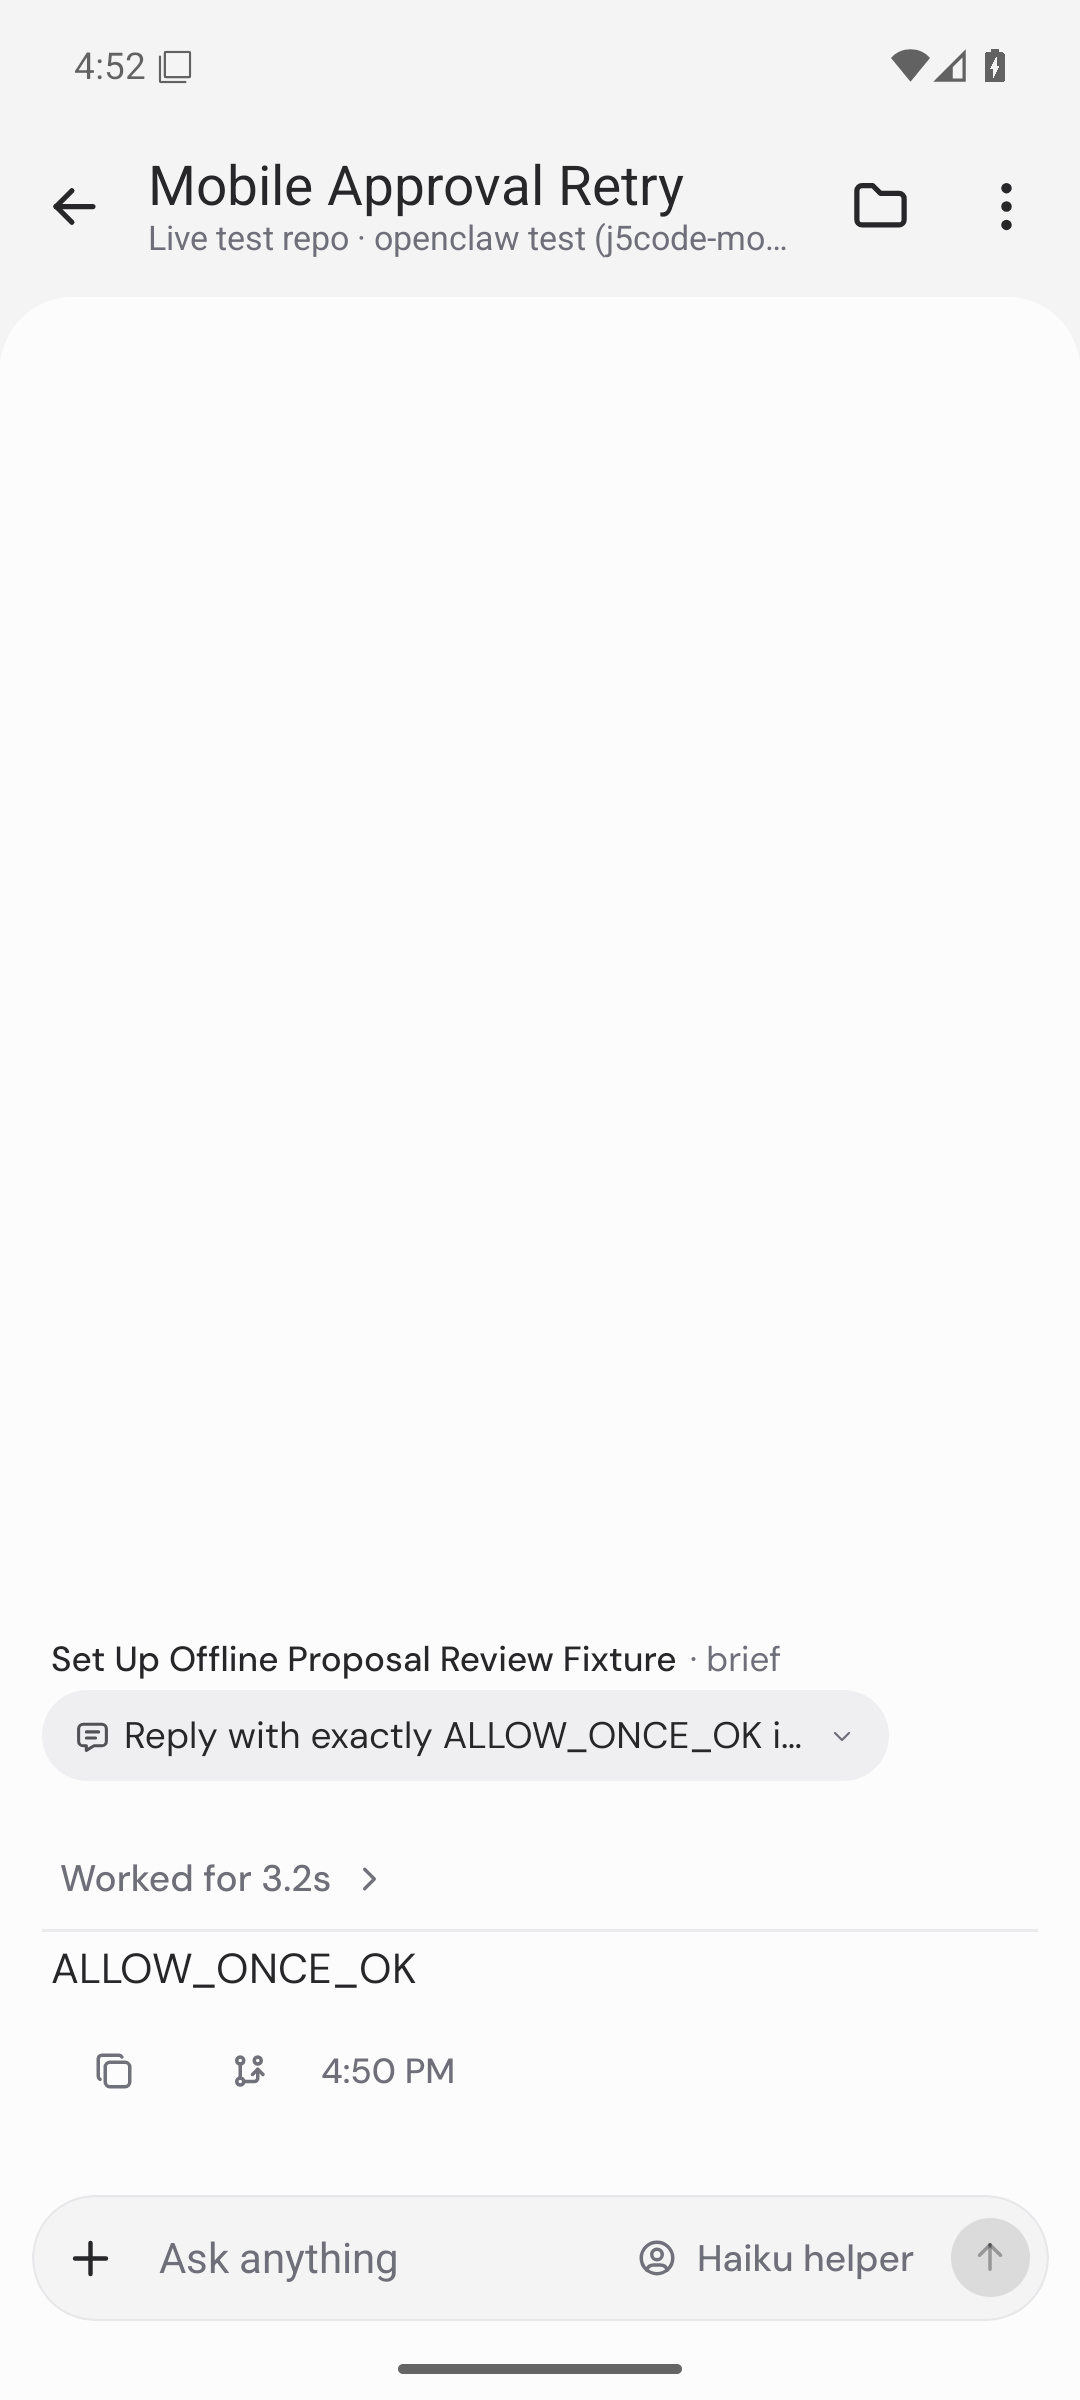 4:52
Mobile Approval Retry
Live test repo · openclaw test (j5code-mo...
Set Up Offline Proposal Review Fixture · brief
Reply with exactly ALLOW_ONCE_OK i...
Worked for 3.2s
ALLOW_ONCE_OK
4:50 PM
Ask anything
Haiku helper